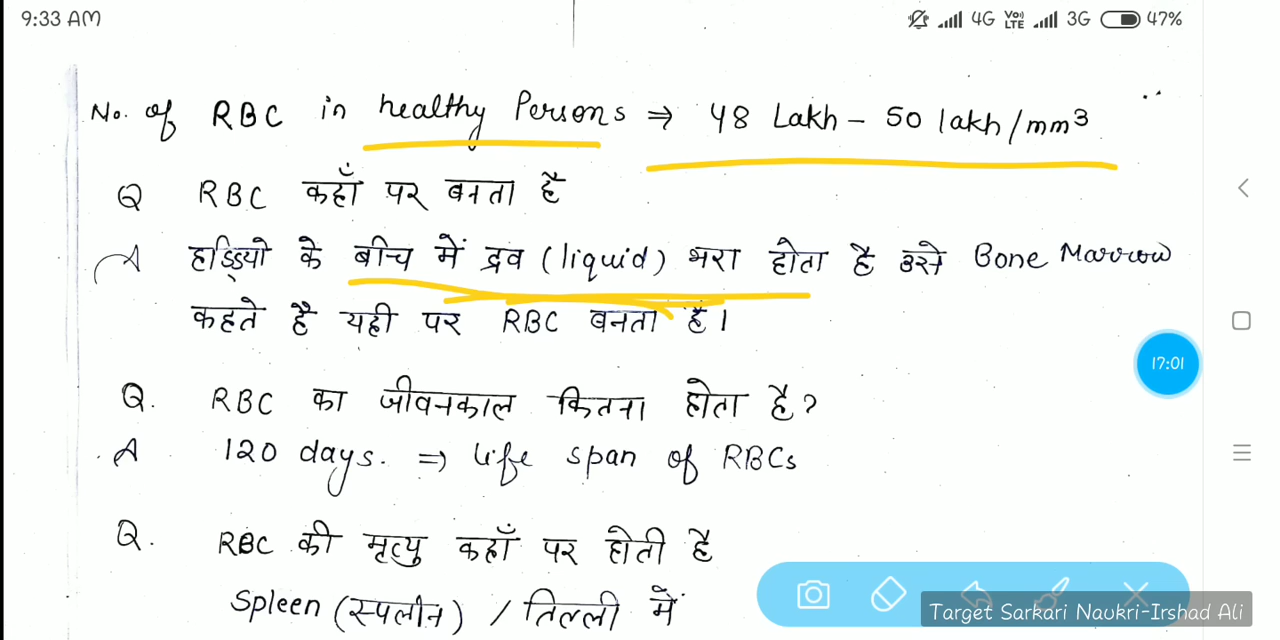 9:33 AM 4G VoLTE 3G 47%
No. of RBC in healthy Persons ⇒ 48 Lakh – 50 lakh/mm³
Q RBC कहाँ पर बनता है
A हड्डियो के बीच में द्रव (liquid) भरा होता है उसे Bone Marrow
कहते है यही पर RBC बनता है।
17:01
Q. RBC का जीवनकाल कितना होता है?
A 120 days. ⇒ life span of RBCs
Q. RBC की मृत्यु कहाँ पर होती है
Spleen (स्पलीन) / तिल्ली में
Target Sarkari Naukri-Irshad Ali